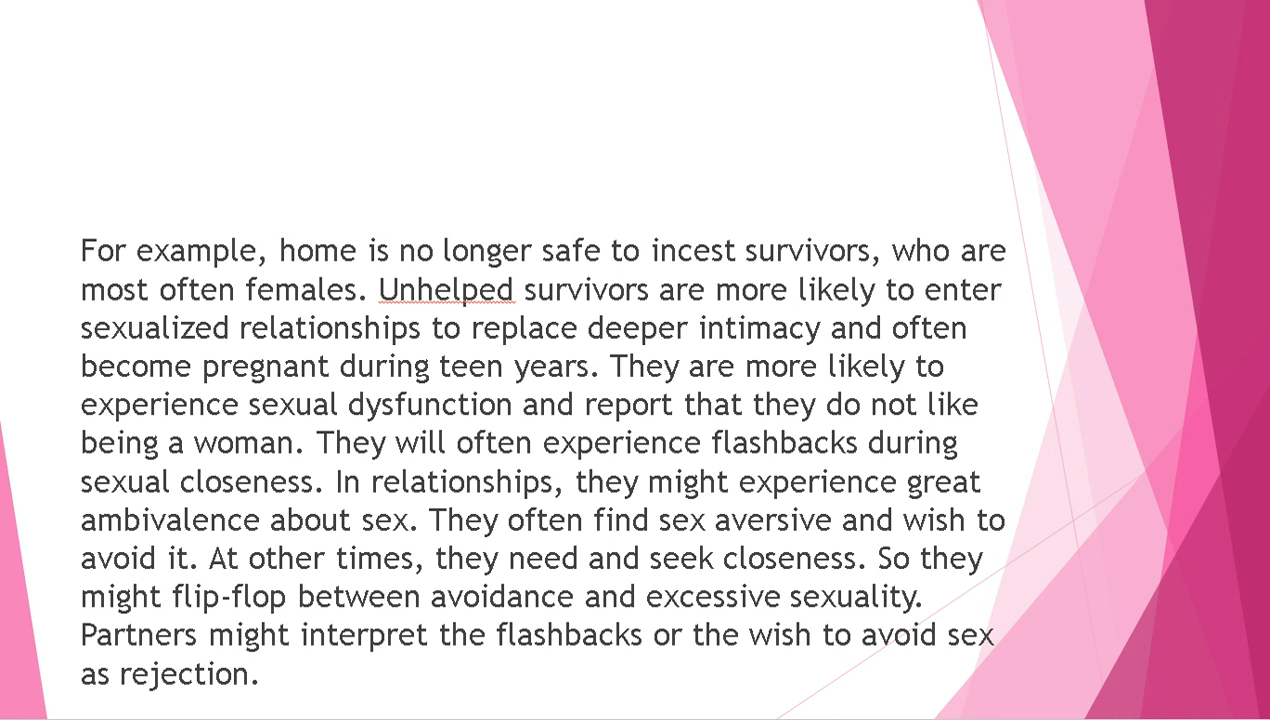 For example, home is no longer safe to incest survivors, who are
most often females. Unhelped survivors are more likely to enter
sexualized relationships to replace deeper intimacy and often
become pregnant during teen years. They are more likely to
experience sexual dysfunction and report that they do not like
being a woman. They will often experience flashbacks during
sexual closeness. In relationships, they might experience great
ambivalence about sex. They often find sex aversive and wish to
avoid it. At other times, they need and seek closeness. So they
might flip-flop between avoidance and excessive sexuality.
Partners might interpret the flashbacks or the wish to avoid sex
as rejection.